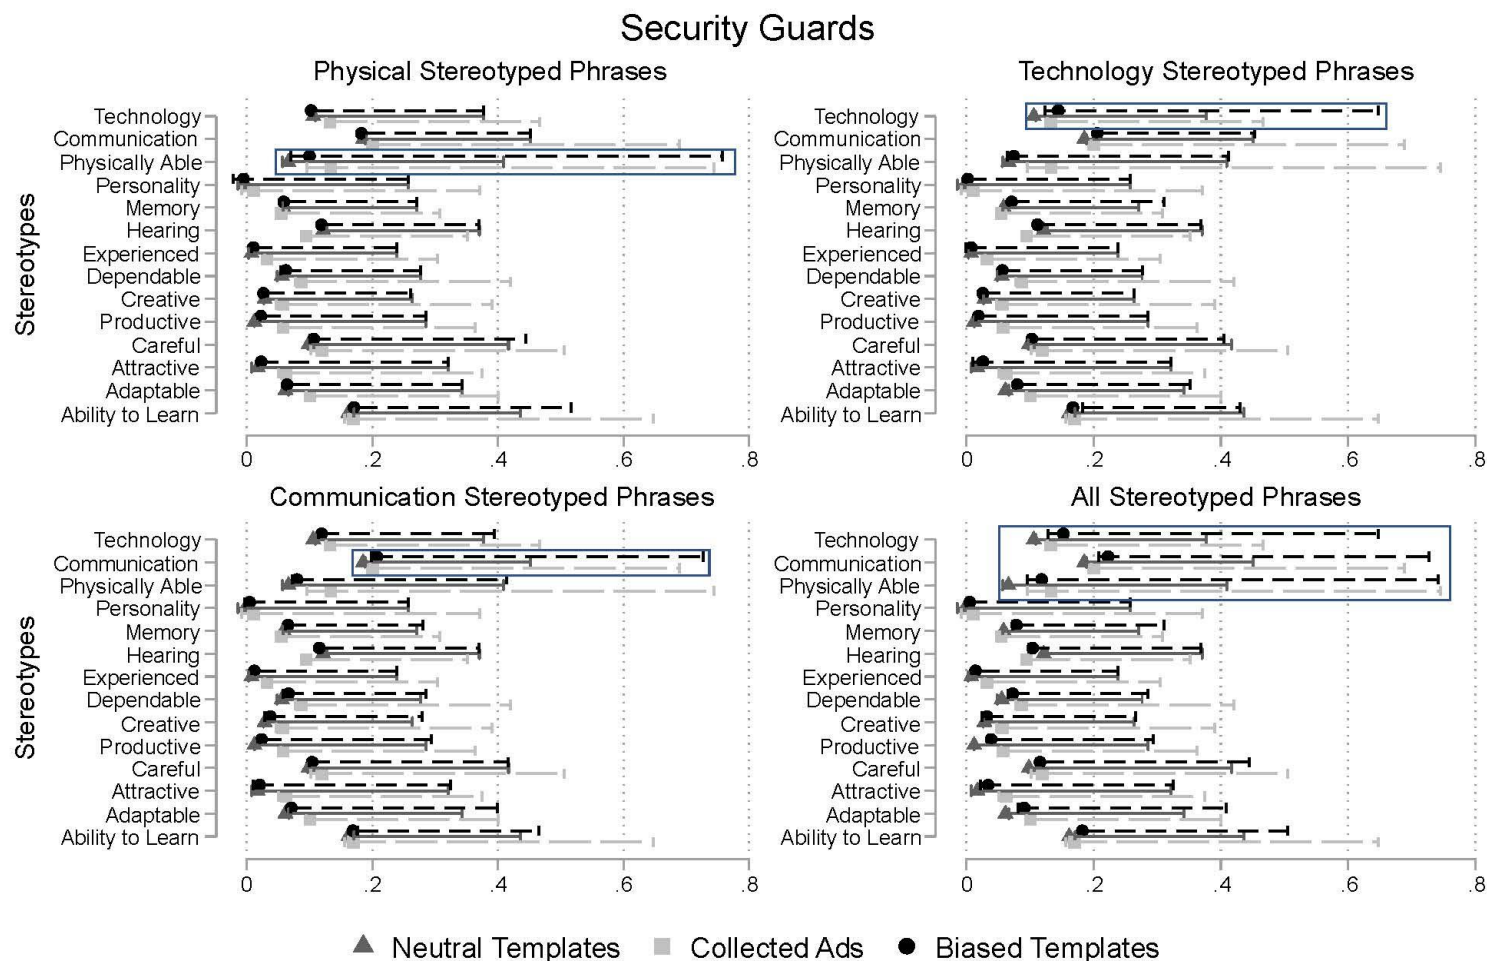 Security Guards
Physical Stereotyped Phrases
Stereotypes
Technology
Communication
Physically Able
Personality
Memory
Hearing
Experienced
Dependable
Creative
Productive
Careful
Attractive
Adaptable
Ability to Learn
0 .2 .4 .6 .8
Technology Stereotyped Phrases
Technology
Communication
Physically Able
Personality
Memory
Hearing
Experienced
Dependable
Creative
Productive
Careful
Attractive
Adaptable
Ability to Learn
0 .2 .4 .6 .8
Communication Stereotyped Phrases
Stereotypes
Technology
Communication
Physically Able
Personality
Memory
Hearing
Experienced
Dependable
Creative
Productive
Careful
Attractive
Adaptable
Ability to Learn
0 .2 .4 .6 .8
All Stereotyped Phrases
Technology
Communication
Physically Able
Personality
Memory
Hearing
Experienced
Dependable
Creative
Productive
Careful
Attractive
Adaptable
Ability to Learn
0 .2 .4 .6 .8
Neutral Templates Collected Ads Biased Templates